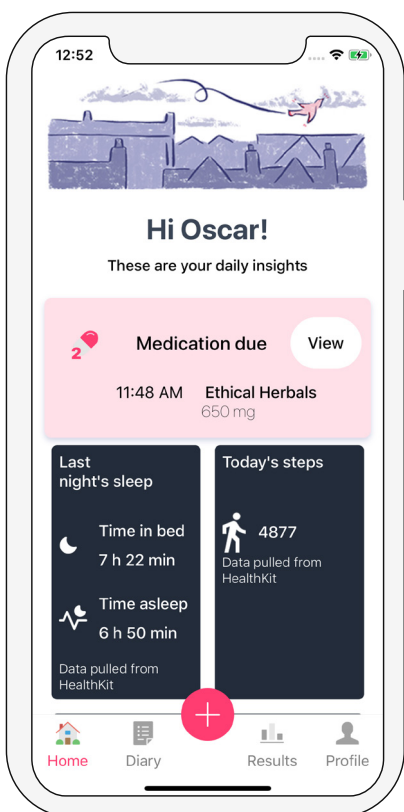 12:52
Hi Oscar!
These are your daily insights
2
Medication due
View
11:48 AM Ethical Herbals
650 mg
Last
night's sleep
Time in bed
7 h 22 min
Time asleep
6 h 50 min
Data pulled from
HealthKit
Today's steps
4877
Data pulled from
HealthKit
Home
Diary
Results
Profile